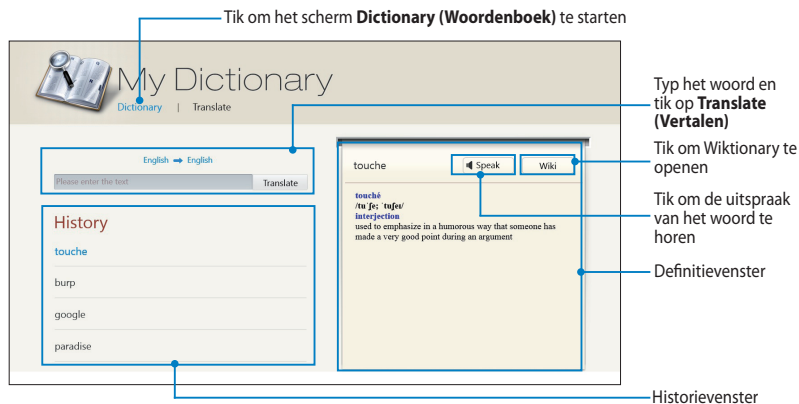 Tik om het scherm Dictionary (Woordenboek) te starten
My Dictionary
Dictionary | Translate
English ➡ English
Please enter the text
Translate
History
touche
burp
google
paradise
touche
Speak
Wiki
touché
/tuˈʃe; ˈtuʃeɪ/
interjection
used to emphasize in a humorous way that someone has
made a very good point during an argument
Typ het woord en
tik op Translate
(Vertalen)
Tik om Wiktionary te
openen
Tik om de uitspraak
van het woord te
horen
Definitievenster
Historievenster